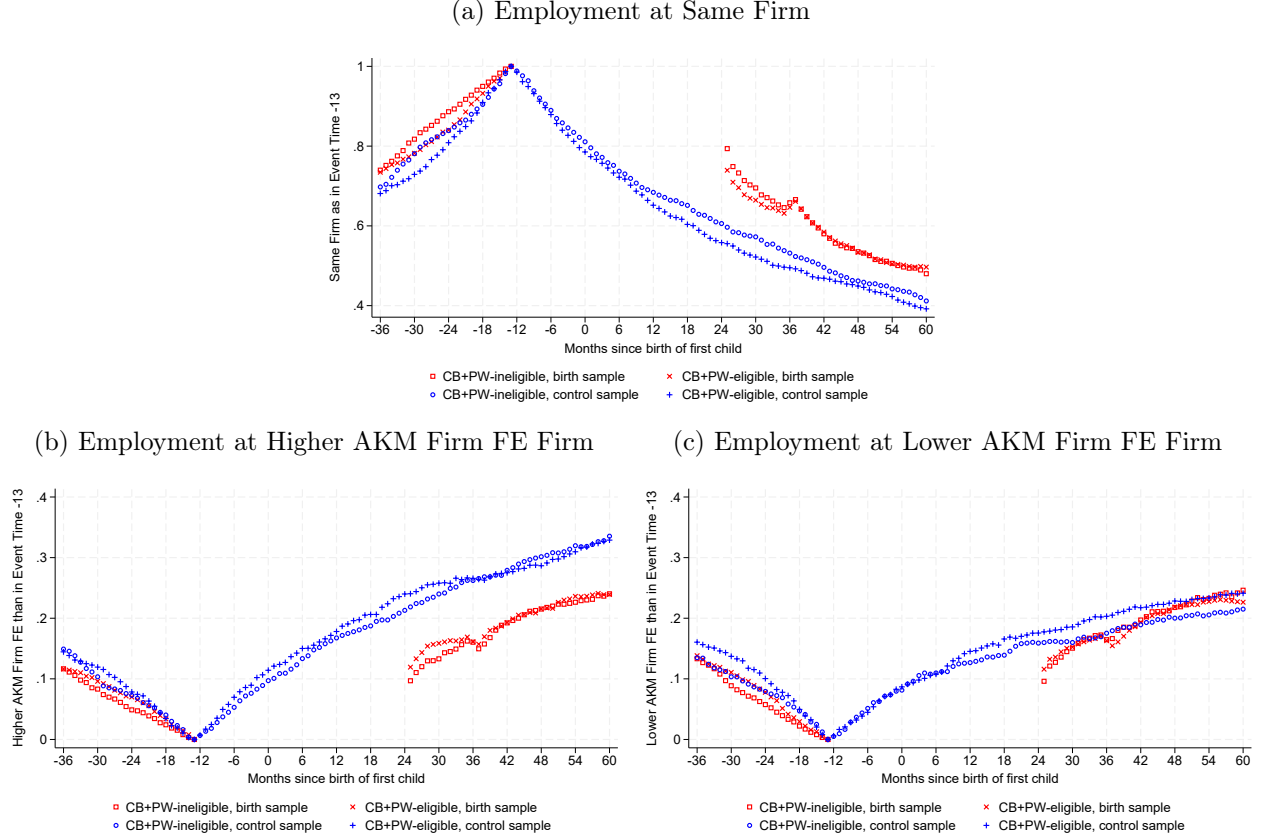 (a) Employment at Same Firm
Same Firm as in Event Time -13
1
.8
.6
.4
-36 -30 -24 -18 -12 -6 0 6 12 18 24 30 36 42 48 54 60
Months since birth of first child
CB+PW-ineligible, birth sample CB+PW-eligible, birth sample
CB+PW-ineligible, control sample CB+PW-eligible, control sample
(b) Employment at Higher AKM Firm FE Firm
Higher AKM Firm FE than in Event Time -13
.4
.3
.2
.1
0
-36 -30 -24 -18 -12 -6 0 6 12 18 24 30 36 42 48 54 60
Months since birth of first child
CB+PW-ineligible, birth sample CB+PW-eligible, birth sample
CB+PW-ineligible, control sample CB+PW-eligible, control sample
(c) Employment at Lower AKM Firm FE Firm
Lower AKM Firm FE than in Event Time -13
.4
.3
.2
.1
0
-36 -30 -24 -18 -12 -6 0 6 12 18 24 30 36 42 48 54 60
Months since birth of first child
CB+PW-ineligible, birth sample CB+PW-eligible, birth sample
CB+PW-ineligible, control sample CB+PW-eligible, control sample